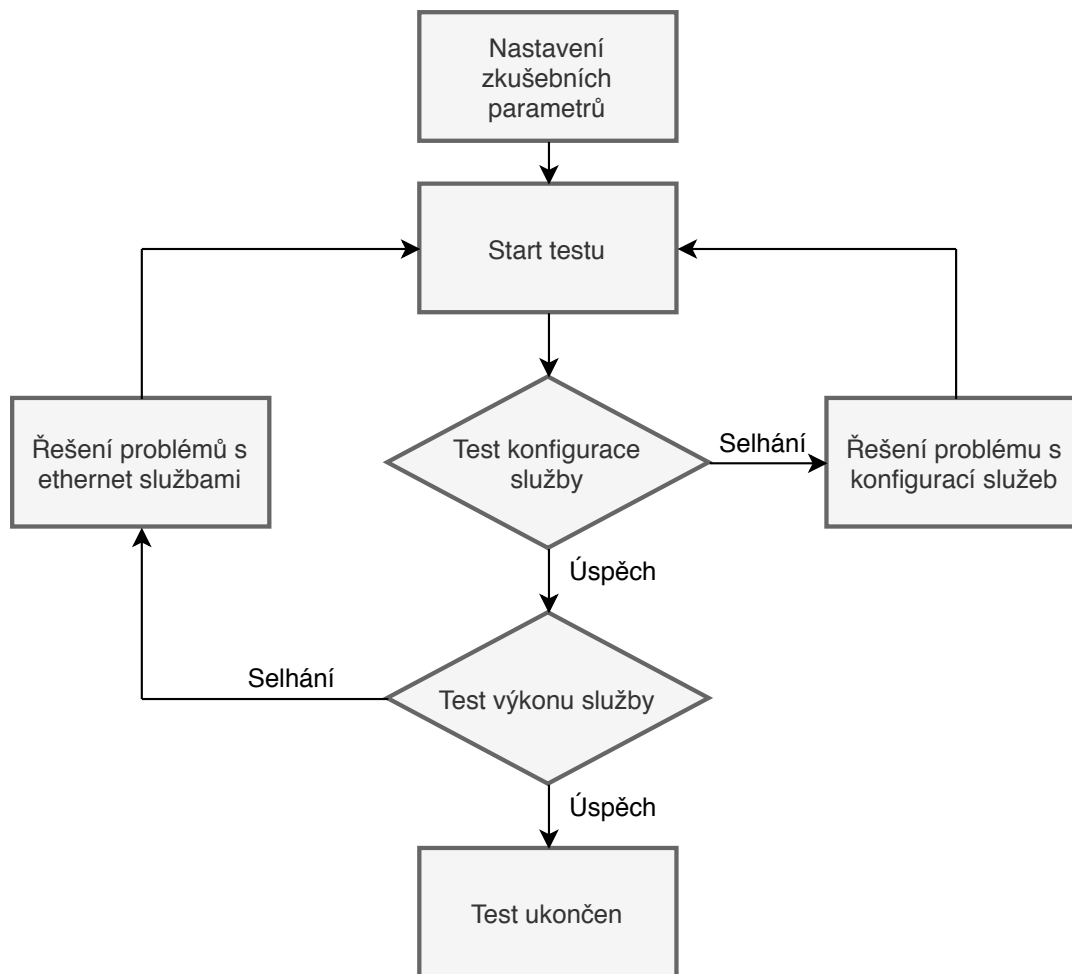 Nastavení
zkušebních
parametrů
Start testu
Řešení problémů s
ethernet službami
Test konfigurace
služby
Selhání
Řešení problému s
konfigurací služeb
Úspěch
Selhání
Test výkonu služby
Úspěch
Test ukončen